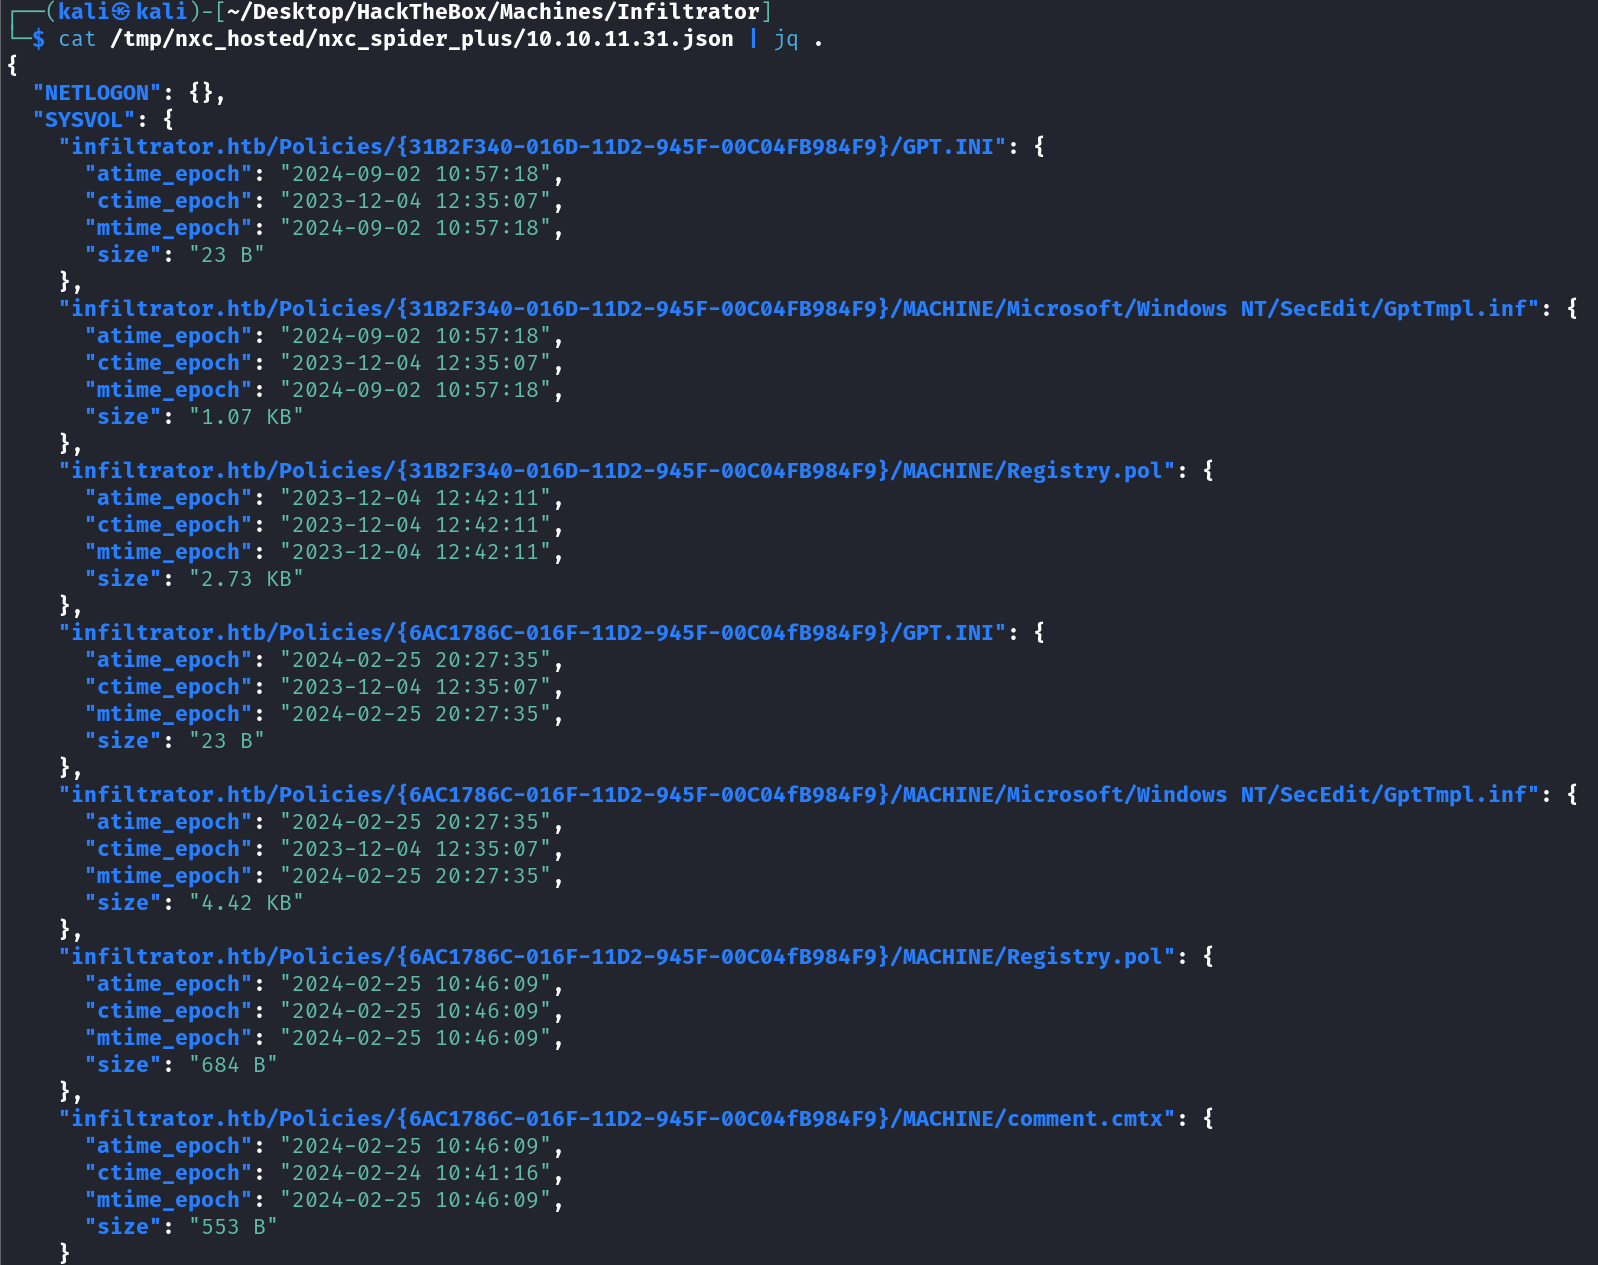 ┌──(kali㉿kali)-[~/Desktop/HackTheBox/Machines/Infiltrator]
└─$ cat /tmp/nxc_hosted/nxc_spider_plus/10.10.11.31.json | jq .
{
  "NETLOGON": {},
  "SYSVOL": {
    "infiltrator.htb/Policies/{31B2F340-016D-11D2-945F-00C04FB984F9}/GPT.INI": {
      "atime_epoch": "2024-09-02 10:57:18",
      "ctime_epoch": "2023-12-04 12:35:07",
      "mtime_epoch": "2024-09-02 10:57:18",
      "size": "23 B"
    },
    "infiltrator.htb/Policies/{31B2F340-016D-11D2-945F-00C04FB984F9}/MACHINE/Microsoft/Windows NT/SecEdit/GptTmpl.inf": {
      "atime_epoch": "2024-09-02 10:57:18",
      "ctime_epoch": "2023-12-04 12:35:07",
      "mtime_epoch": "2024-09-02 10:57:18",
      "size": "1.07 KB"
    },
    "infiltrator.htb/Policies/{31B2F340-016D-11D2-945F-00C04FB984F9}/MACHINE/Registry.pol": {
      "atime_epoch": "2023-12-04 12:42:11",
      "ctime_epoch": "2023-12-04 12:42:11",
      "mtime_epoch": "2023-12-04 12:42:11",
      "size": "2.73 KB"
    },
    "infiltrator.htb/Policies/{6AC1786C-016F-11D2-945F-00C04fB984F9}/GPT.INI": {
      "atime_epoch": "2024-02-25 20:27:35",
      "ctime_epoch": "2023-12-04 12:35:07",
      "mtime_epoch": "2024-02-25 20:27:35",
      "size": "23 B"
    },
    "infiltrator.htb/Policies/{6AC1786C-016F-11D2-945F-00C04fB984F9}/MACHINE/Microsoft/Windows NT/SecEdit/GptTmpl.inf": {
      "atime_epoch": "2024-02-25 20:27:35",
      "ctime_epoch": "2023-12-04 12:35:07",
      "mtime_epoch": "2024-02-25 20:27:35",
      "size": "4.42 KB"
    },
    "infiltrator.htb/Policies/{6AC1786C-016F-11D2-945F-00C04fB984F9}/MACHINE/Registry.pol": {
      "atime_epoch": "2024-02-25 10:46:09",
      "ctime_epoch": "2024-02-25 10:46:09",
      "mtime_epoch": "2024-02-25 10:46:09",
      "size": "684 B"
    },
    "infiltrator.htb/Policies/{6AC1786C-016F-11D2-945F-00C04fB984F9}/MACHINE/comment.cmtx": {
      "atime_epoch": "2024-02-25 10:46:09",
      "ctime_epoch": "2024-02-24 10:41:16",
      "mtime_epoch": "2024-02-25 10:46:09",
      "size": "553 B"
    }